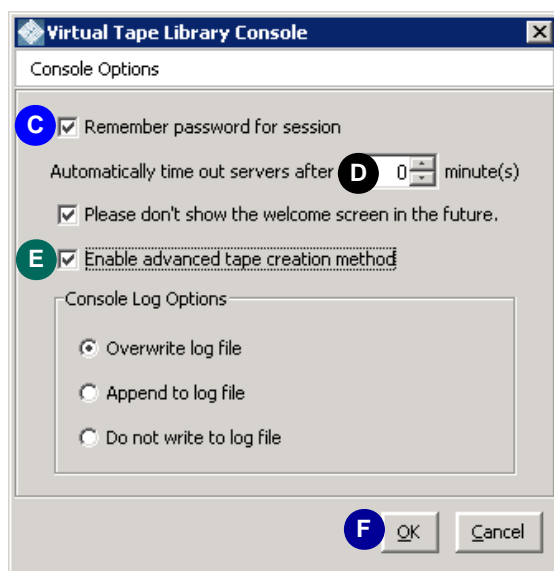 Virtual Tape Library Console
Console Options
C Remember password for session
Automatically time out servers after D 0 minute(s)
Please don't show the welcome screen in the future.
E Enable advanced tape creation method
Console Log Options
Overwrite log file
Append to log file
Do not write to log file
F OK Cancel